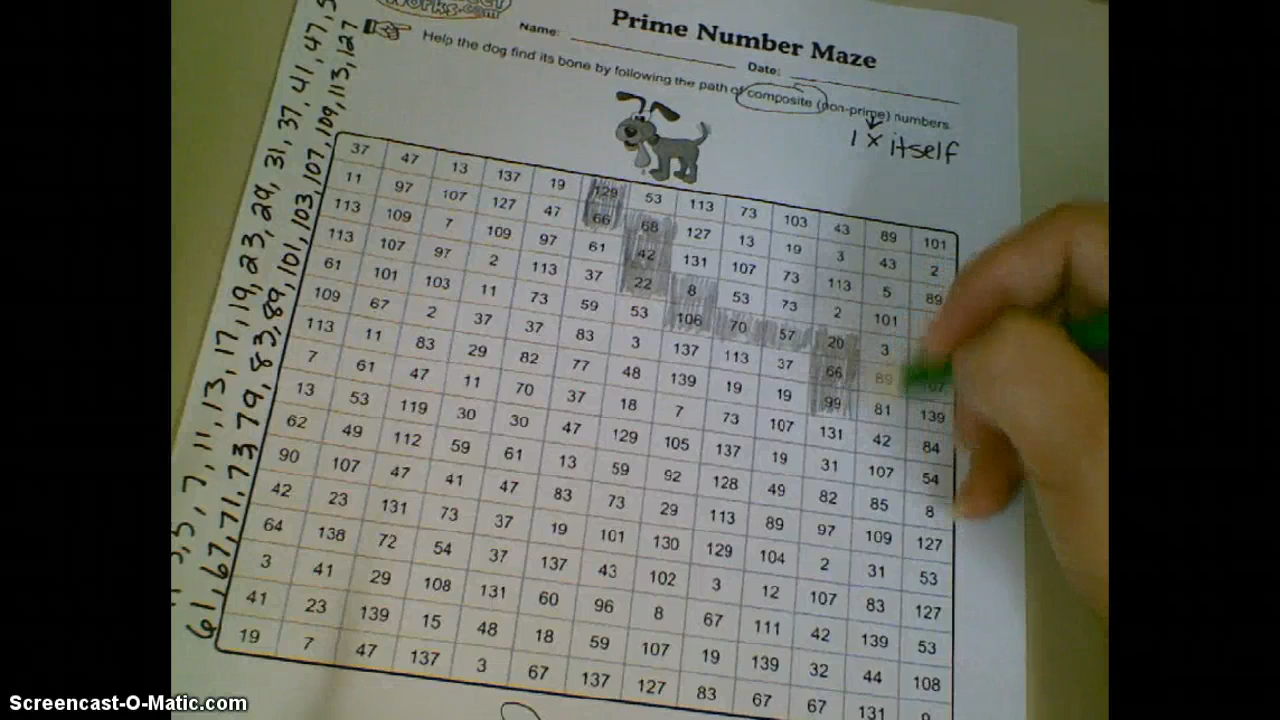 works.com
Prime Number Maze
Name: Date:
Help the dog find its bone by following the path of composite (non-prime) numbers.
1 x itself
37 47 13 137 19 129 53 113 73 103 43 89 101
11 97 107 127 47 66 68 127 13 19 3 43 2
113 109 7 109 97 61 42 131 107 73 113 5 89
113 107 97 2 113 37 22 8 53 73 2 101
61 101 103 11 73 59 53 106 70 57 20 3
109 67 2 37 37 83 3 137 113 37 66 89
113 11 83 29 82 77 48 139 19 19 99 81 139
7 61 47 11 70 37 18 7 73 107 131 42 84
13 53 119 30 30 47 129 105 137 19 31 107 54
62 49 112 59 61 13 59 92 128 49 82 85 8
90 107 47 41 47 83 73 29 113 89 97 109 127
42 23 131 73 37 19 101 130 129 104 2 31 53
64 138 72 54 37 137 43 102 3 12 107 83 127
3 41 29 108 131 60 96 8 67 111 42 139 53
41 23 139 15 48 18 59 107 19 139 32 44 108
19 7 47 137 3 67 137 127 83 67 67 131
5, 7, 11, 13, 17, 19, 23, 29, 31, 37, 41, 47,
61, 67, 71, 73 79, 83, 89, 101, 103, 107, 109, 113, 127
Screencast-O-Matic.com